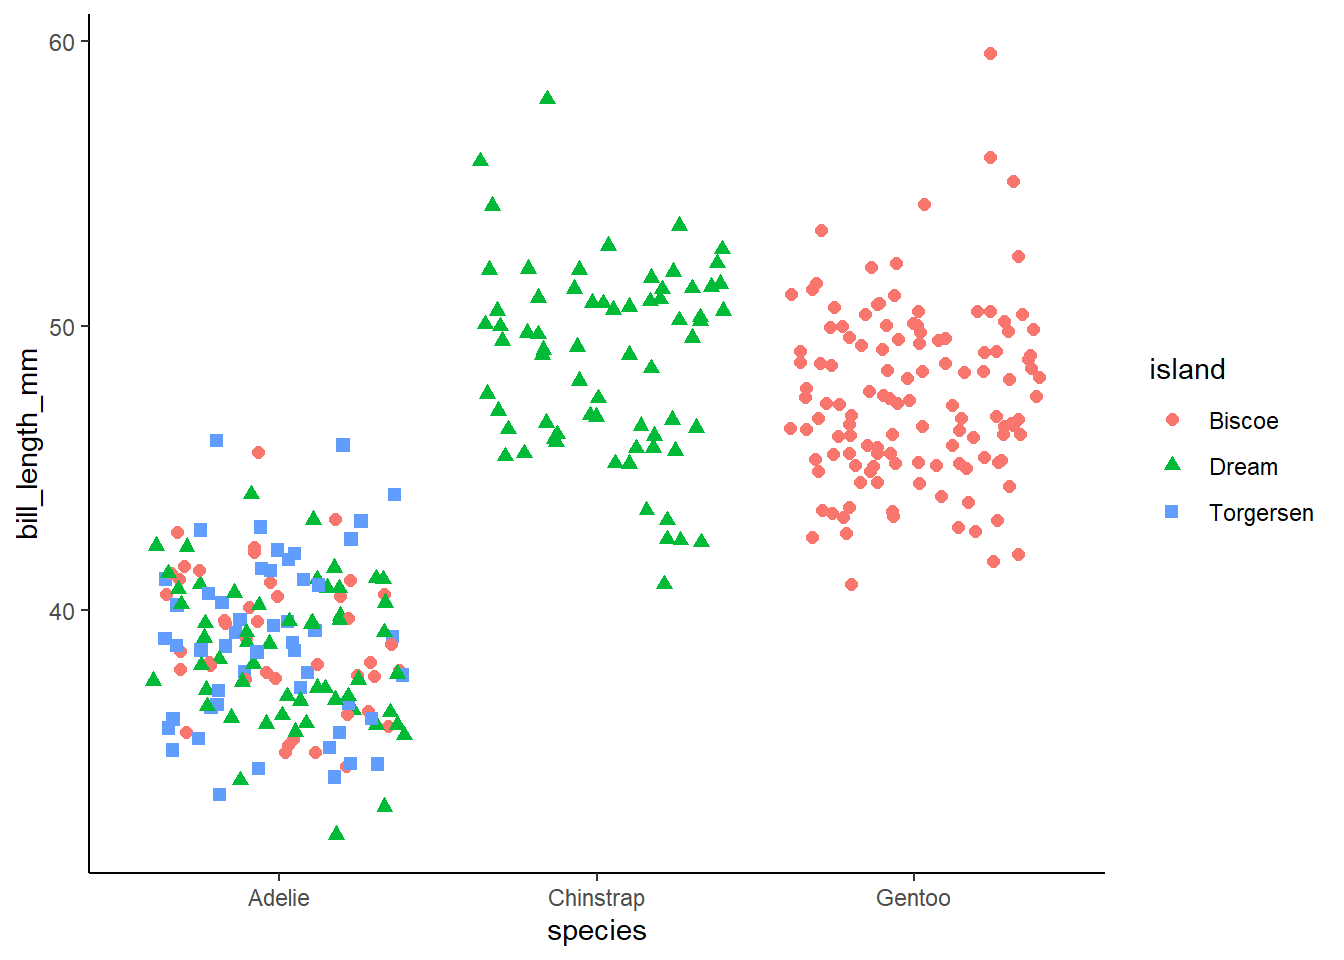 60
50
40
bill_length_mm
Adelie
Chinstrap
Gentoo
species
island
Biscoe
Dream
Torgersen